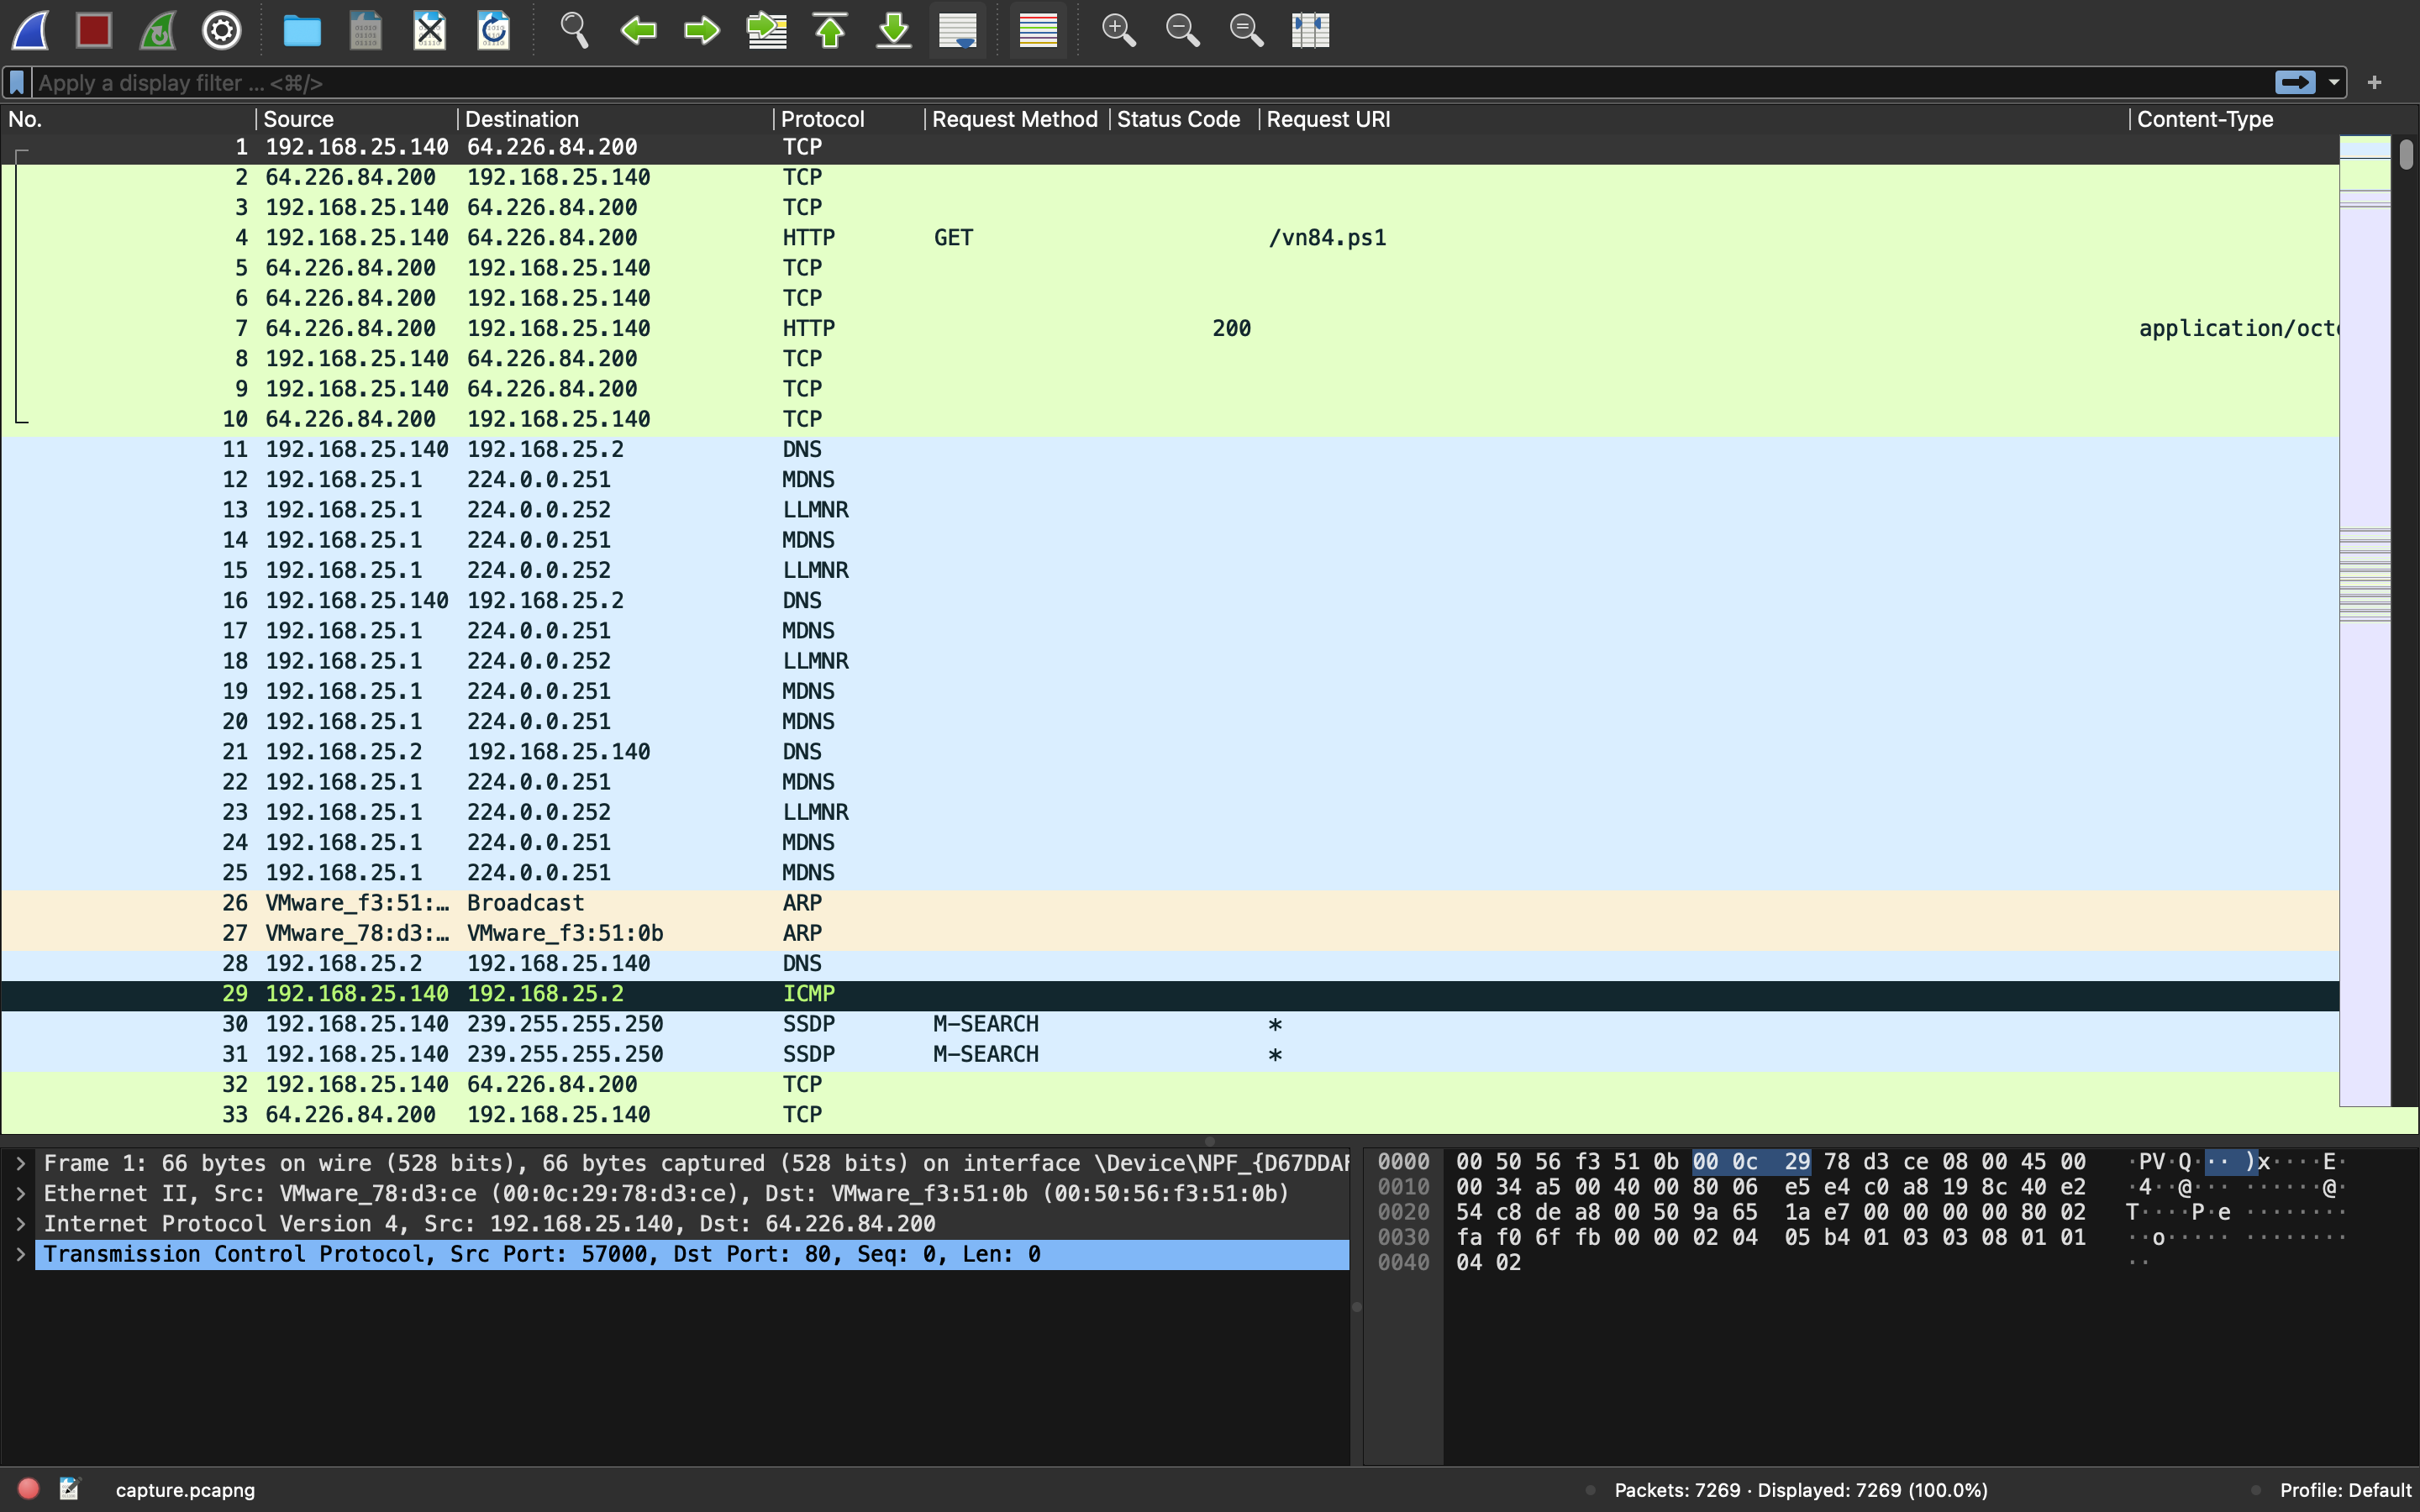 Apply a display filter ... <⌘/>
No. Source Destination Protocol Request Method Status Code Request URI Content-Type
1 192.168.25.140 64.226.84.200 TCP
2 64.226.84.200 192.168.25.140 TCP
3 192.168.25.140 64.226.84.200 TCP
4 192.168.25.140 64.226.84.200 HTTP GET /vn84.ps1
5 64.226.84.200 192.168.25.140 TCP
6 64.226.84.200 192.168.25.140 TCP
7 64.226.84.200 192.168.25.140 HTTP 200 application/octe
8 192.168.25.140 64.226.84.200 TCP
9 192.168.25.140 64.226.84.200 TCP
10 64.226.84.200 192.168.25.140 TCP
11 192.168.25.140 192.168.25.2 DNS
12 192.168.25.1 224.0.0.251 MDNS
13 192.168.25.1 224.0.0.252 LLMNR
14 192.168.25.1 224.0.0.251 MDNS
15 192.168.25.1 224.0.0.252 LLMNR
16 192.168.25.140 192.168.25.2 DNS
17 192.168.25.1 224.0.0.251 MDNS
18 192.168.25.1 224.0.0.252 LLMNR
19 192.168.25.1 224.0.0.251 MDNS
20 192.168.25.1 224.0.0.251 MDNS
21 192.168.25.2 192.168.25.140 DNS
22 192.168.25.1 224.0.0.251 MDNS
23 192.168.25.1 224.0.0.252 LLMNR
24 192.168.25.1 224.0.0.251 MDNS
25 192.168.25.1 224.0.0.251 MDNS
26 VMware_f3:51:… Broadcast ARP
27 VMware_78:d3:… VMware_f3:51:0b ARP
28 192.168.25.2 192.168.25.140 DNS
29 192.168.25.140 192.168.25.2 ICMP
30 192.168.25.140 239.255.255.250 SSDP M-SEARCH *
31 192.168.25.140 239.255.255.250 SSDP M-SEARCH *
32 192.168.25.140 64.226.84.200 TCP
33 64.226.84.200 192.168.25.140 TCP
Frame 1: 66 bytes on wire (528 bits), 66 bytes captured (528 bits) on interface \Device\NPF_{D67DDAF
Ethernet II, Src: VMware_78:d3:ce (00:0c:29:78:d3:ce), Dst: VMware_f3:51:0b (00:50:56:f3:51:0b)
Internet Protocol Version 4, Src: 192.168.25.140, Dst: 64.226.84.200
Transmission Control Protocol, Src Port: 57000, Dst Port: 80, Seq: 0, Len: 0
0000 00 50 56 f3 51 0b 00 0c 29 78 d3 ce 08 00 45 00 ·PV·Q··· )x····E·
0010 00 34 a5 00 40 00 80 06 e5 e4 c0 a8 19 8c 40 e2 ·4··@··· ······@·
0020 54 c8 de a8 00 50 9a 65 1a e7 00 00 00 00 80 02 T····P·e ········
0030 fa f0 6f fb 00 00 02 04 05 b4 01 03 03 08 01 01 ··o····· ········
0040 04 02 ··
capture.pcapng
Packets: 7269 · Displayed: 7269 (100.0%)
Profile: Default